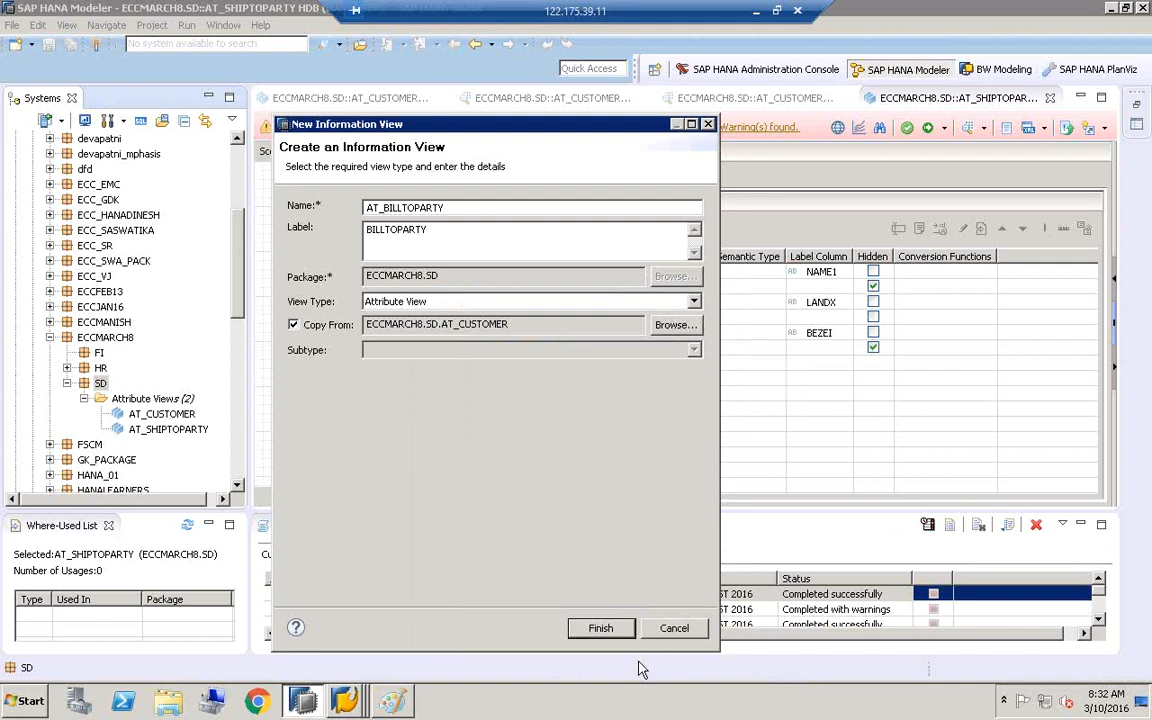 SAP HANA Modeler - ECCMARCH8.SD::AT_SHIPTOPARTY HDB
122.175.39.11
File Edit View Navigate Project Run Window Help
No system available to search
Quick Access
SAP HANA Administration Console
SAP HANA Modeler
BW Modeling
SAP HANA PlanViz
Systems
ECCMARCH8.SD::AT_CUSTOMER...
ECCMARCH8.SD::AT_CUSTOMER...
ECCMARCH8.SD::AT_CUSTOMER...
ECCMARCH8.SD::AT_SHIPTOPAR...
devapatni
devapatni_mphasis
dfd
ECC_EMC
ECC_GDK
ECC_HANADINESH
ECC_SASWATIKA
ECC_SR
ECC_SWA_PACK
ECC_VJ
ECCFEB13
ECCJAN16
ECCMANISH
ECCMARCH8
FI
HR
SD
Attribute Views (2)
AT_CUSTOMER
AT_SHIPTOPARTY
FSCM
GK_PACKAGE
HANA_01
HANALEARNERS
New Information View
Create an Information View
Select the required view type and enter the details
Name:* AT_BILLTOPARTY
Label: BILLTOPARTY
Package:* ECCMARCH8.SD Browse...
View Type: Attribute View
Copy From: ECCMARCH8.SD.AT_CUSTOMER Browse...
Subtype:
Finish Cancel
Warning(s) found.
Semantic Type Label Column Hidden Conversion Functions
NAME1
LANDX
BEZEI
Where-Used List
Selected:AT_SHIPTOPARTY (ECCMARCH8.SD)
Number of Usages:0
Type Used In Package
Status
ST 2016 Completed successfully
ST 2016 Completed with warnings
ST 2016 Completed successfully
SD
Start
8:32 AM
3/10/2016